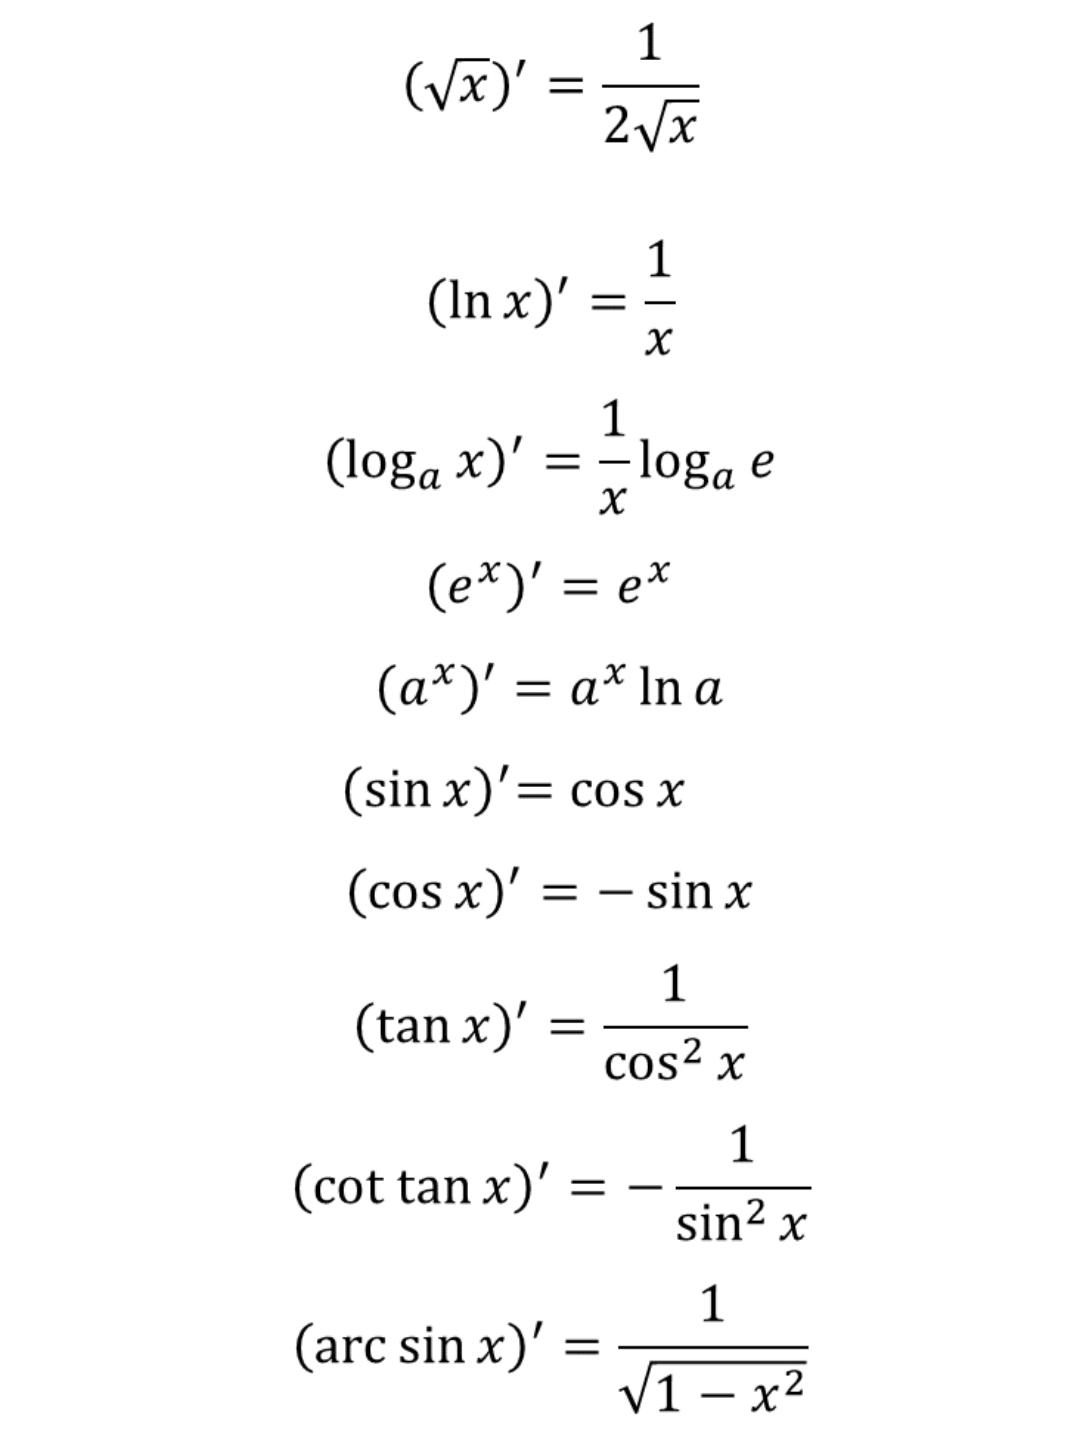 (√x)′ = 1/(2√x)
(ln x)′ = 1/x
(logₐ x)′ = 1/x logₐ e
(eˣ)′ = eˣ
(aˣ)′ = aˣ ln a
(sin x)′= cos x
(cos x)′ = − sin x
(tan x)′ = 1/cos² x
(cot tan x)′ = − 1/sin² x
(arc sin x)′ = 1/√(1 − x²)